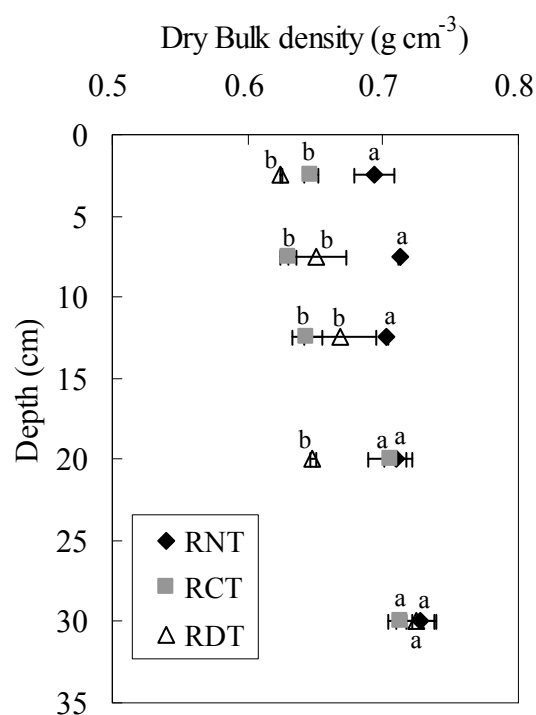 Dry Bulk density (g cm-3)
0.5 0.6 0.7 0.8
0
b b a
5
b b a
10
b b a
15
Depth (cm)
20
b a a
25
RNT
RCT
30
a a
a
RDT
35